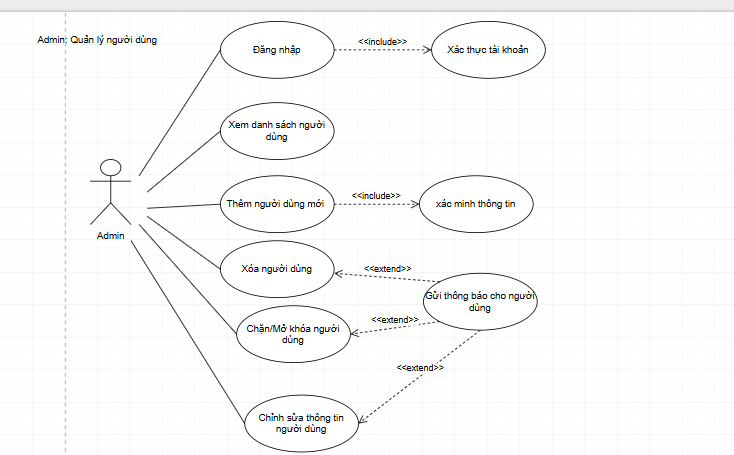 Admin: Quản lý người dùng
Đăng nhập
<<include>>
Xác thực tài khoản
Xem danh sách người
dùng
Thêm người dùng mới
<<include>>
xác minh thông tin
Admin
Xóa người dùng
<<extend>>
Gửi thông báo cho người
dùng
Chặn/Mở khóa người
dùng
<<extend>>
<<extend>>
Chỉnh sửa thông tin
người dùng